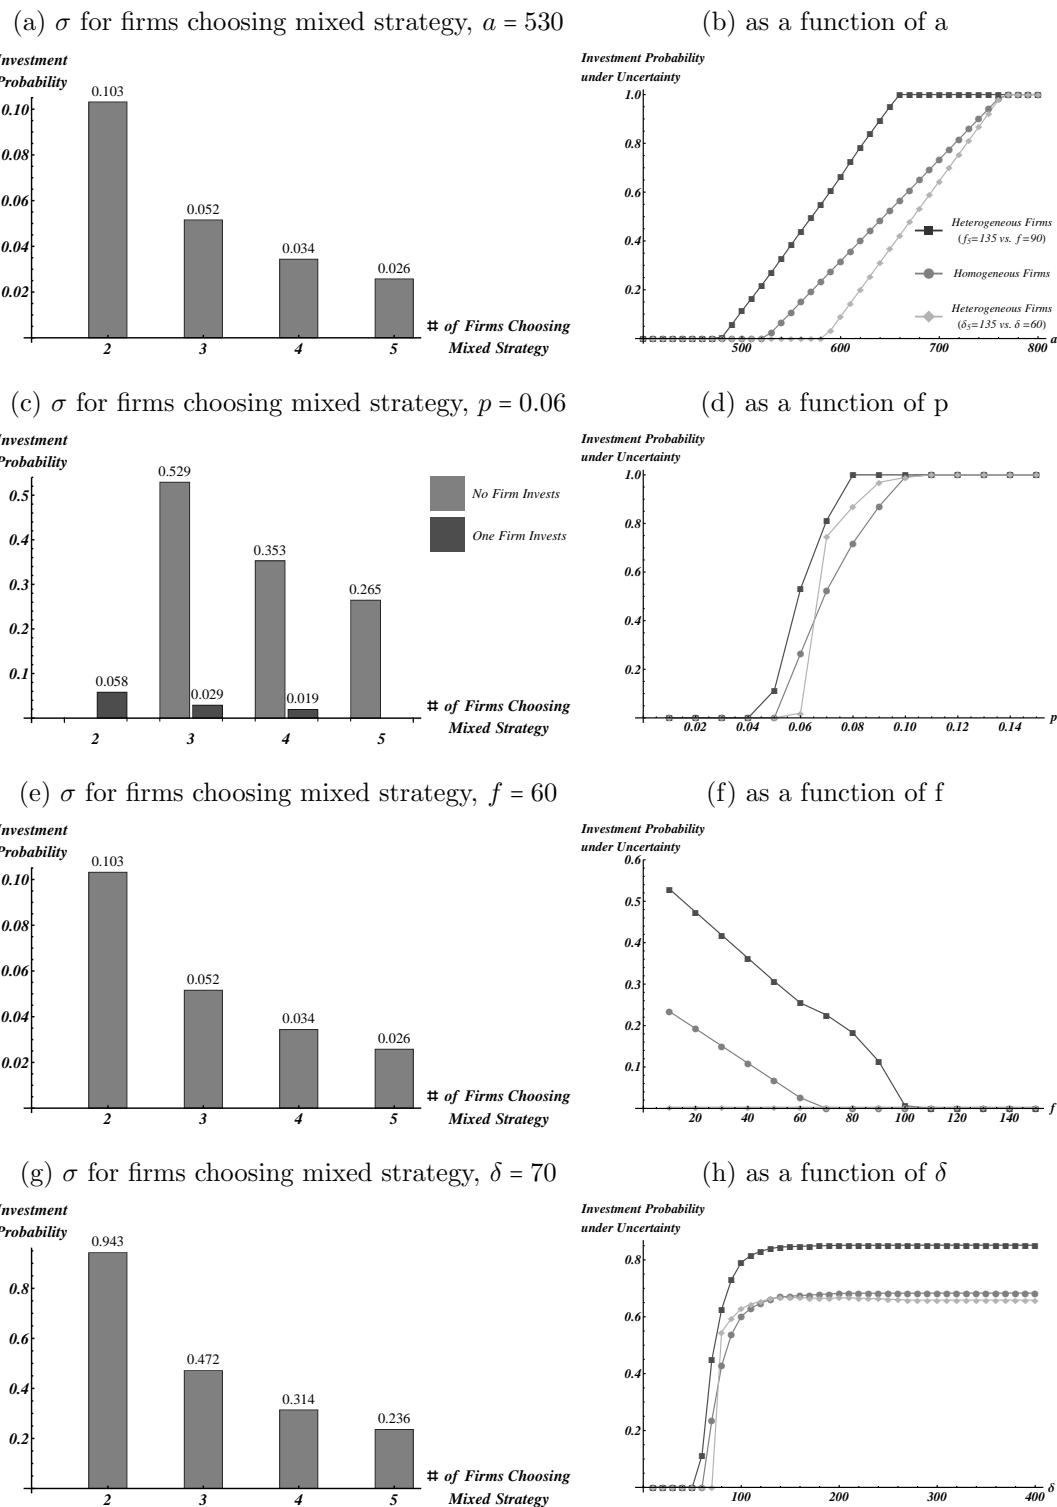 (a) σ for firms choosing mixed strategy, a = 530
nvestment
Probability
0.10
0.08
0.06
0.04
0.02
0.103
0.052
0.034
0.026
2 3 4 5
# of Firms Choosing
Mixed Strategy
(b) as a function of a
Investment Probability
under Uncertainty
1.0
0.8
0.6
0.4
0.2
500 600 700 800
a
Heterogeneous Firms
(f5=135 vs. f=90)
Homogeneous Firms
Heterogeneous Firms
(δ5=135 vs. δ=60)
(c) σ for firms choosing mixed strategy, p = 0.06
nvestment
Probability
0.5
0.4
0.3
0.2
0.1
0.058
0.529
0.029
0.353
0.019
0.265
No Firm Invests
One Firm Invests
2 3 4 5
# of Firms Choosing
Mixed Strategy
(d) as a function of p
Investment Probability
under Uncertainty
1.0
0.8
0.6
0.4
0.2
0.02 0.04 0.06 0.08 0.10 0.12 0.14
p
(e) σ for firms choosing mixed strategy, f = 60
nvestment
Probability
0.10
0.08
0.06
0.04
0.02
0.103
0.052
0.034
0.026
2 3 4 5
# of Firms Choosing
Mixed Strategy
(f) as a function of f
Investment Probability
under Uncertainty
0.6
0.5
0.4
0.3
0.2
0.1
20 40 60 80 100 120 140
f
(g) σ for firms choosing mixed strategy, δ = 70
nvestment
Probability
0.8
0.6
0.4
0.2
0.943
0.472
0.314
0.236
2 3 4 5
# of Firms Choosing
Mixed Strategy
(h) as a function of δ
Investment Probability
under Uncertainty
0.8
0.6
0.4
0.2
100 200 300 400
δ